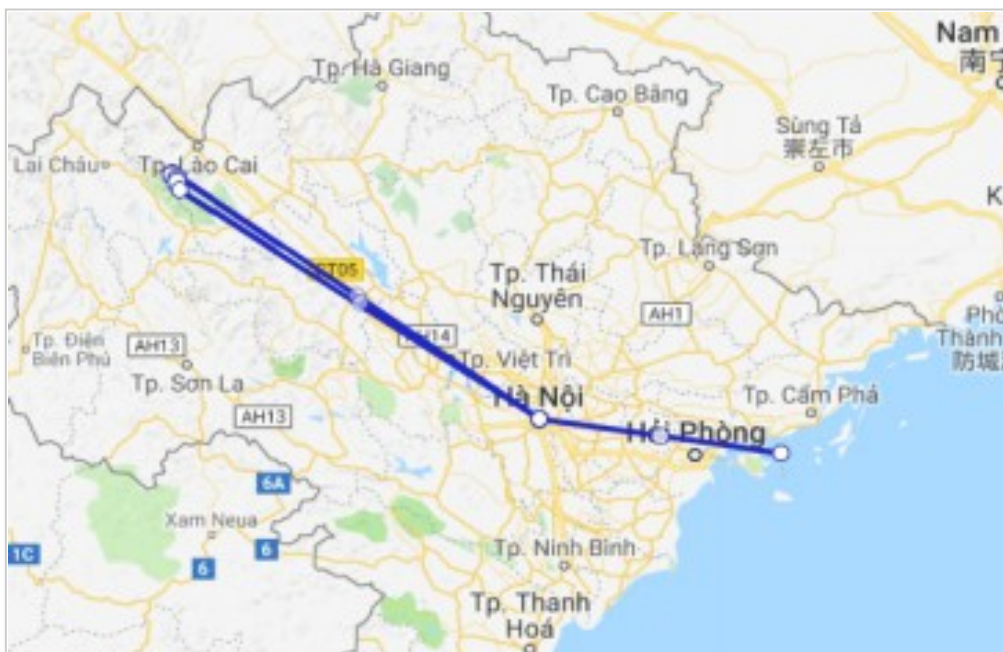 Nam
南宁
Tp. Hà Giang
Tp. Cao Bằng
Sùng Tả
崇左市
Lai Châu
Tp. Lào Cai
K
CT05
Tp. Lạng Sơn
Tp. Thái
Nguyên
AH1
Phò
Thành
防城
Tp. Điện
Biên Phủ
AH13
AH14
Tp. Việt Trì
Tp. Sơn La
AH13
Hà Nội
Tp. Cẩm Phả
Hải Phòng
6A
Xam Neua
1C
6
6
Tp. Ninh Bình
Tp. Thanh
Hoá